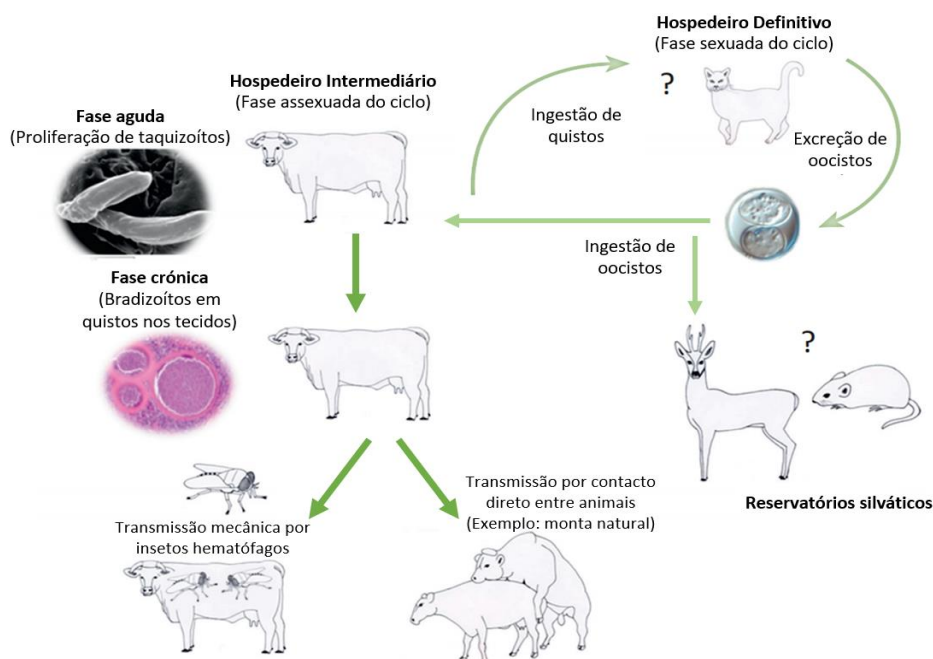 Hospedeiro Definitivo
(Fase sexuada do ciclo)
?
Hospedeiro Intermediário
(Fase assexuada do ciclo)
Fase aguda
(Proliferação de taquizoítos)
Ingestão de
quistos
Excreção de
oocistos
Ingestão de
oocistos
Fase crónica
(Bradizoítos em
quistos nos tecidos)
?
Reservatórios silváticos
Transmissão mecânica por
insetos hematófagos
Transmissão por contacto
direto entre animais
(Exemplo: monta natural)